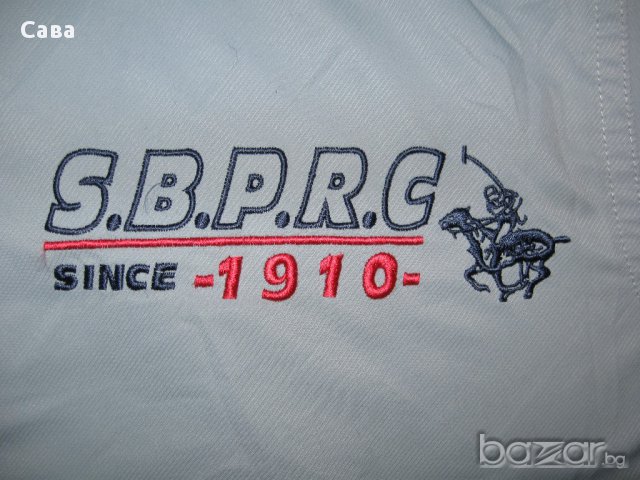 Сава
S.B.P.R.C
SINCE -1910-
bazar.bg